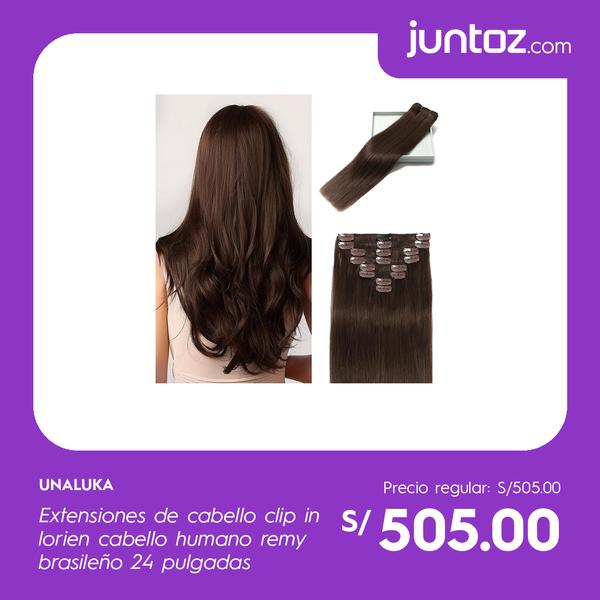 juntoz.com
UNALUKA
Extensiones de cabello clip in
lorien cabello humano remy
brasileño 24 pulgadas
Precio regular: S/505.00
S/ 505.00